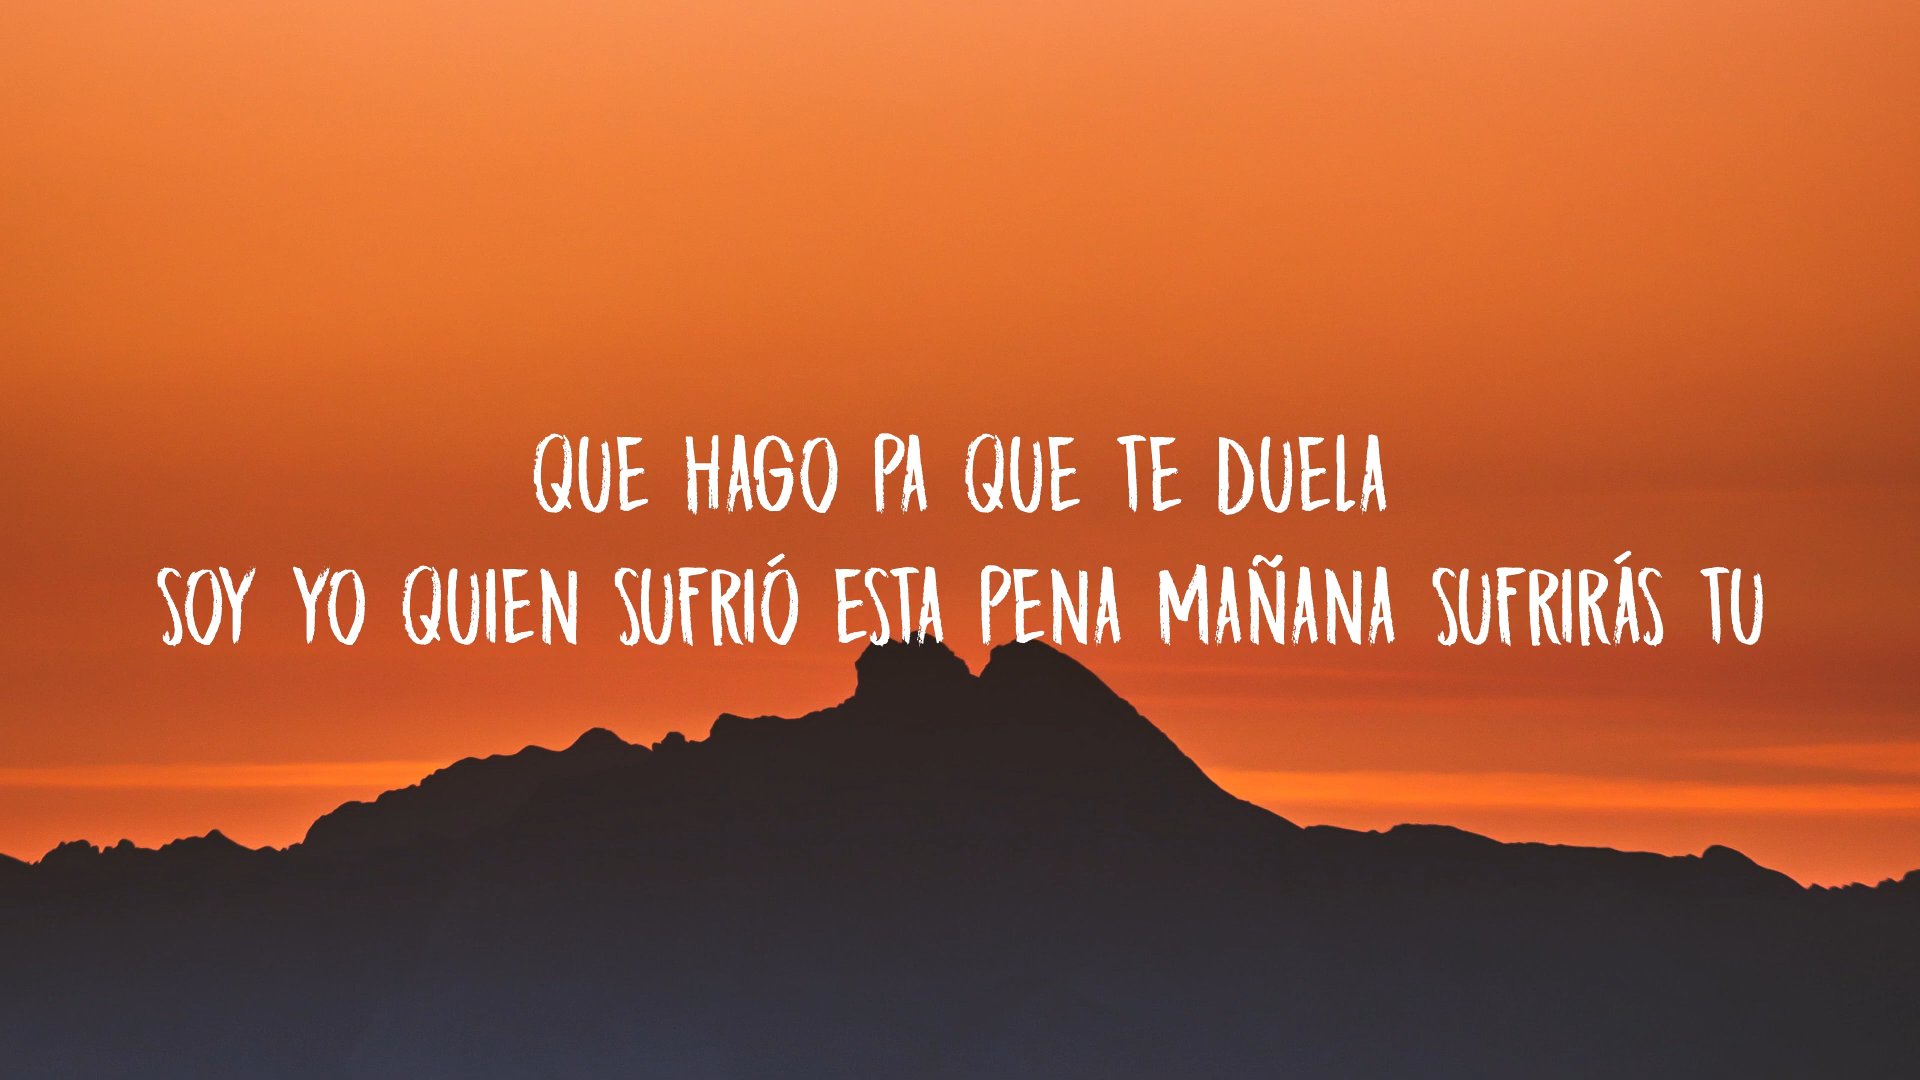 QUE HAGO PA QUE TE DUELA
SOY YO QUIEN SUFRIÓ ESTA PENA MAÑANA SUFRIRÁS TU